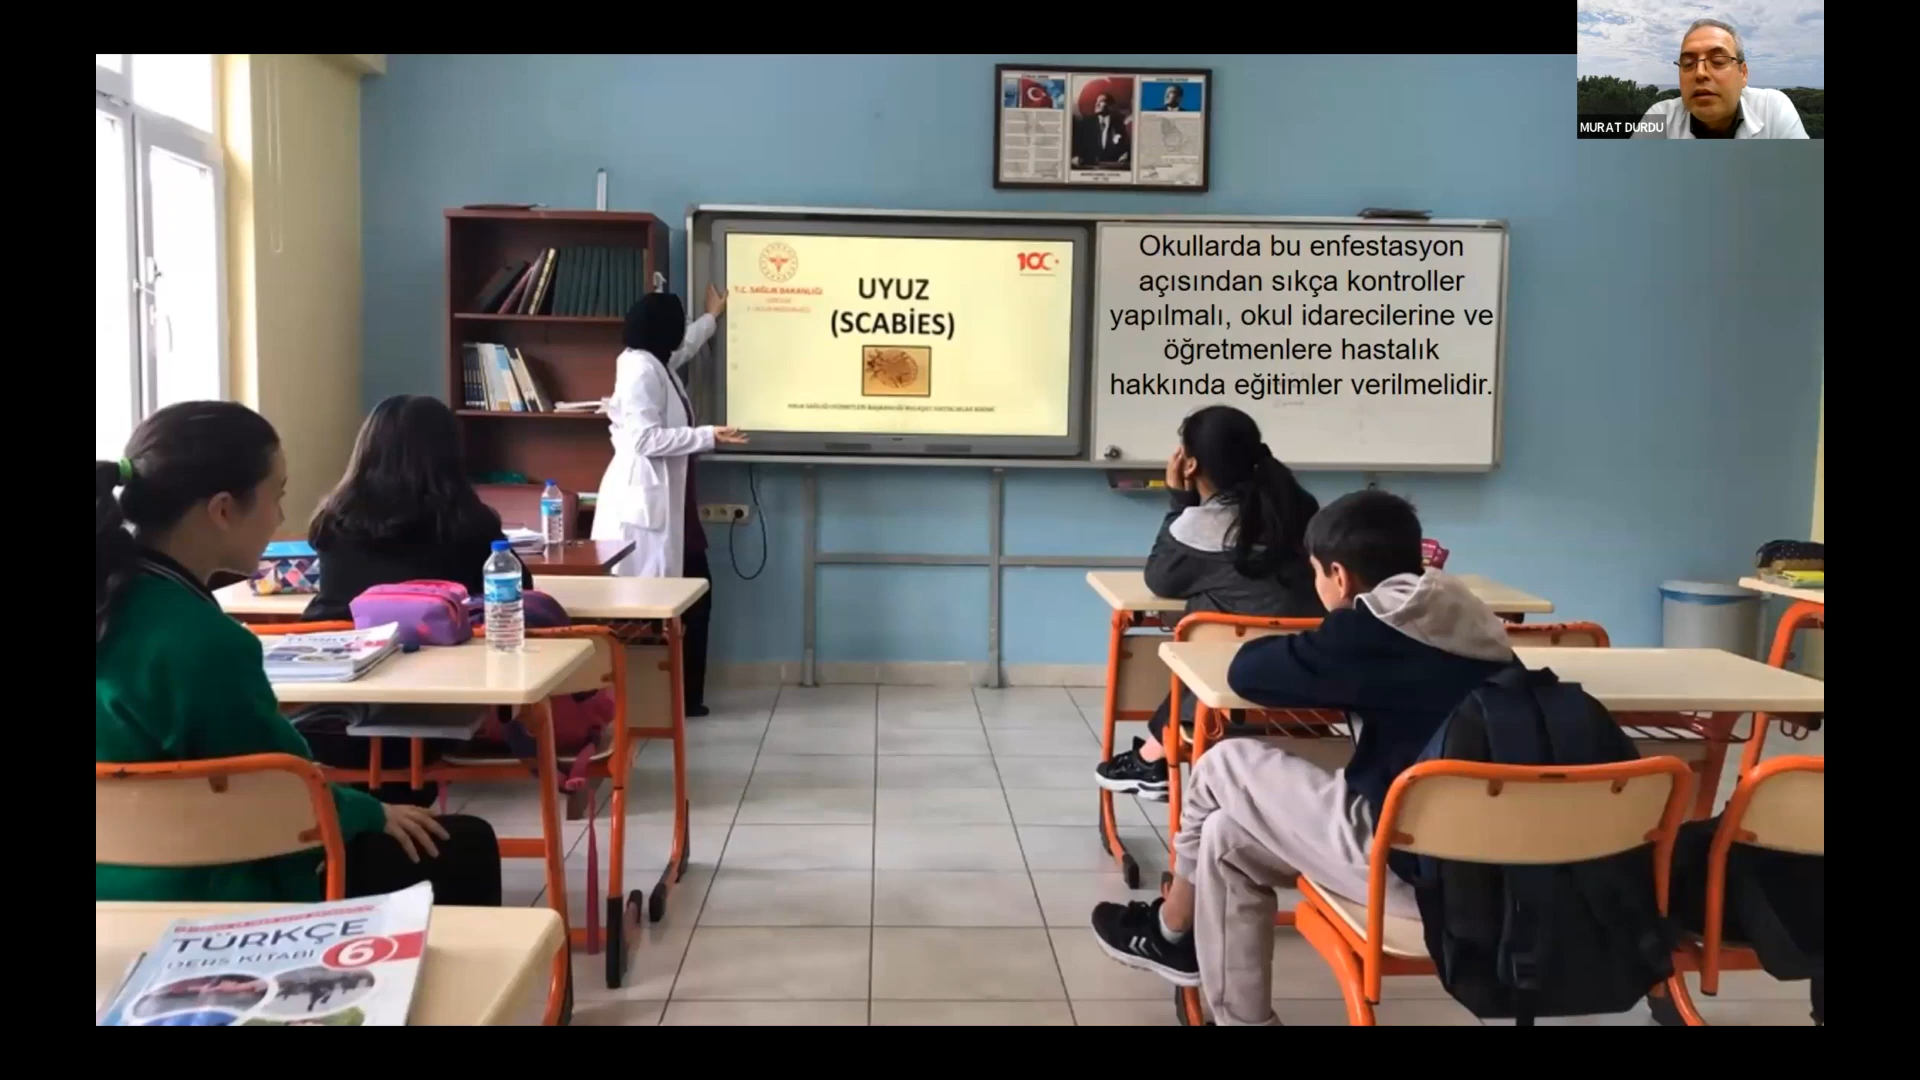 MURAT DURDU
T.C. SAĞLIK BAKANLIĞI
100
UYUZ
(SCABİES)
Okullarda bu enfestasyon
açısından sıkça kontroller
yapılmalı, okul idarecilerine ve
öğretmenlere hastalık
hakkında eğitimler verilmelidir.
TÜRKÇE
DERS KİTABI 6